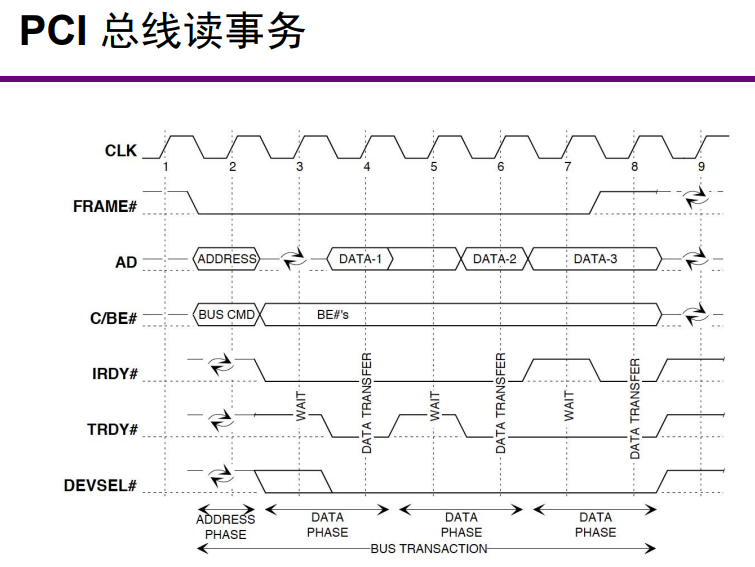 PCI 总线读事务
CLK
1 2 3 4 5 6 7 8 9
FRAME#
AD
ADDRESS DATA-1 DATA-2 DATA-3
C/BE#
BUS CMD BE#'s
IRDY#
WAIT DATA TRANSFER WAIT DATA TRANSFER WAIT DATA TRANSFER
TRDY#
DEVSEL#
ADDRESS PHASE
DATA PHASE
DATA PHASE
DATA PHASE
BUS TRANSACTION